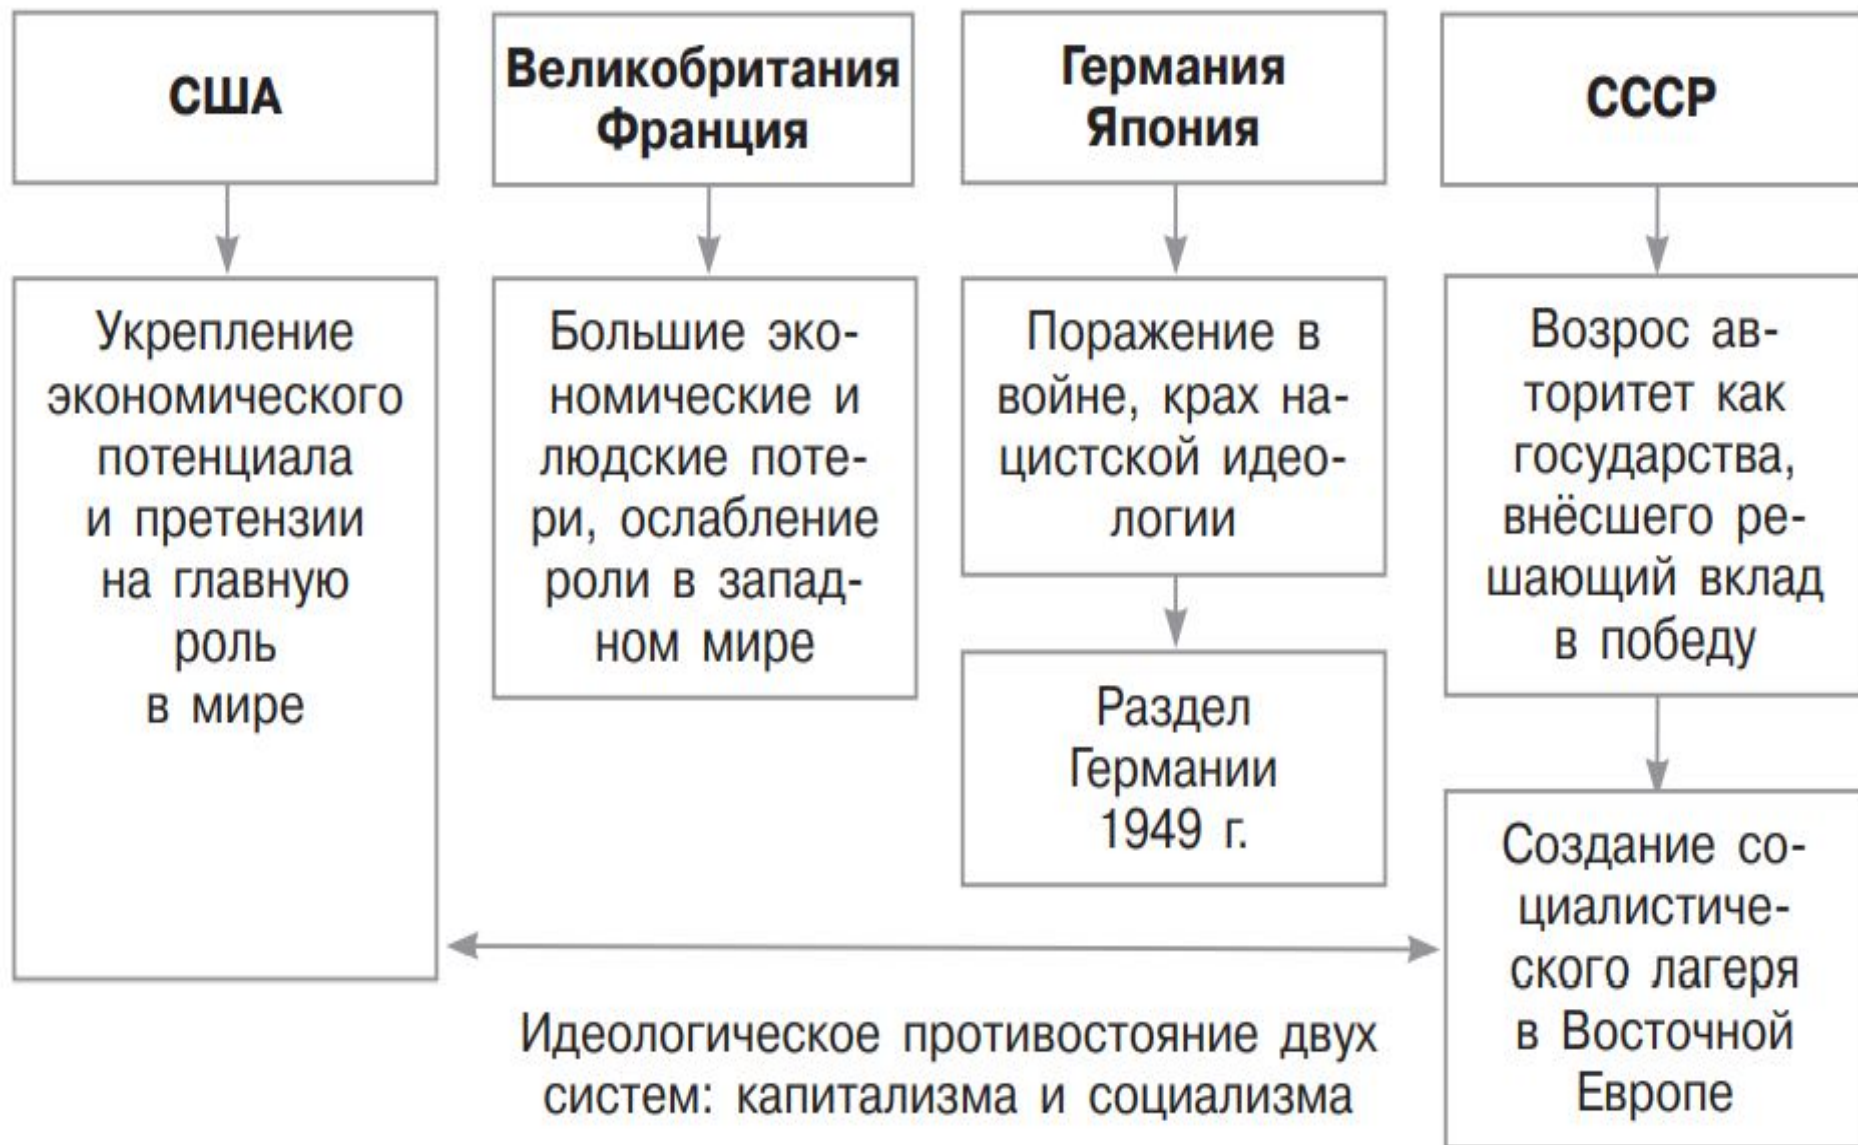 США
Великобритания
Франция
Германия
Япония
СССР
Укрепление
экономического
потенциала
и претензии
на главную
роль
в мире
Большие эко-
номические и
людские поте-
ри, ослабление
роли в запад-
ном мире
Поражение в
войне, крах на-
цистской идео-
логии
Раздел
Германии
1949 г.
Возрос ав-
торитет как
государства,
внёсшего ре-
шающий вклад
в победу
Создание со-
циалистиче-
ского лагеря
в Восточной
Европе
Идеологическое противостояние двух
систем: капитализма и социализма